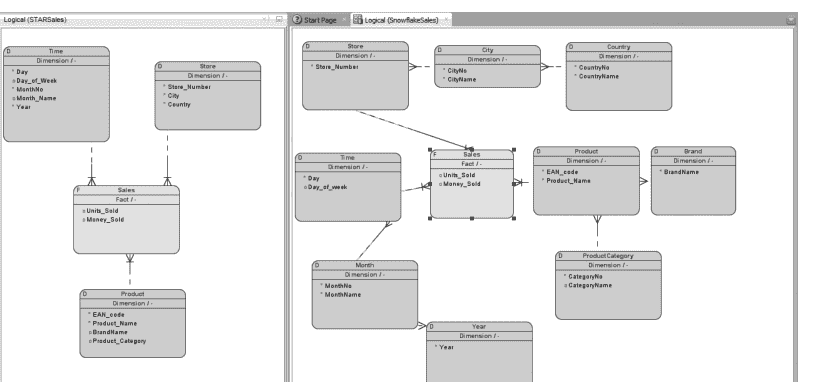 Logical (STARSales)
Start Page
Logical (SnowflakeSales)
D Time
Dimension / -
* Day
o Day_of_Week
* MonthNo
o Month_Name
* Year
D Store
Dimension / -
* Store_Number
* City
* Country
F Sales
Fact / -
o Units_Sold
o Money_Sold
D Product
Dimension / -
* EAN_code
* Product_Name
o BrandName
o Product_Category
D Store
Dimension / -
* Store_Number
D City
Dimension / -
* CityNo
* CityName
D Country
Dimension / -
* CountryNo
* CountryName
D Time
Dimension / -
* Day
o Day_of_week
F Sales
Fact / -
o Units_Sold
o Money_Sold
D Product
Dimension / -
* EAN_code
* Product_Name
D Brand
Dimension / -
* BrandName
D Month
Dimension / -
* MonthNo
* MonthName
D ProductCategory
Dimension / -
* CategoryNo
o CategoryName
D Year
Dimension / -
* Year